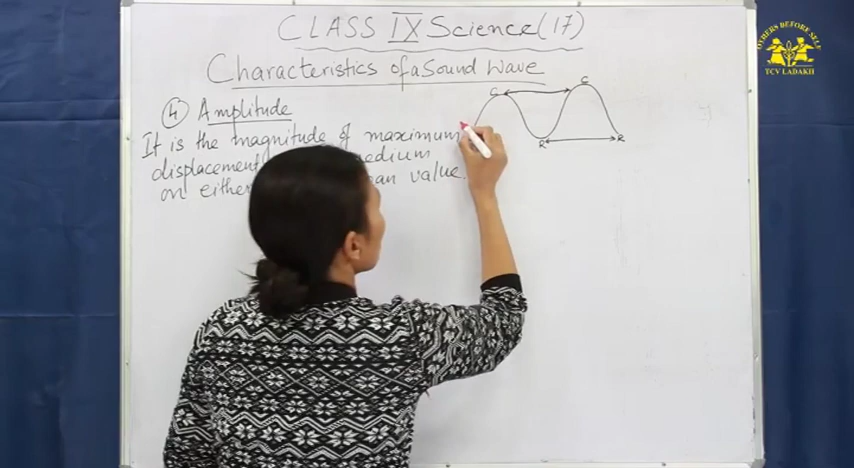 CLASS IX Science (17)
Characteristics of a Sound Wave
4 Amplitude
It is the magnitude of maximum
displacement medium
on either value.
C C
R R
OTHERS BEFORE SELF
TCV LADAKH